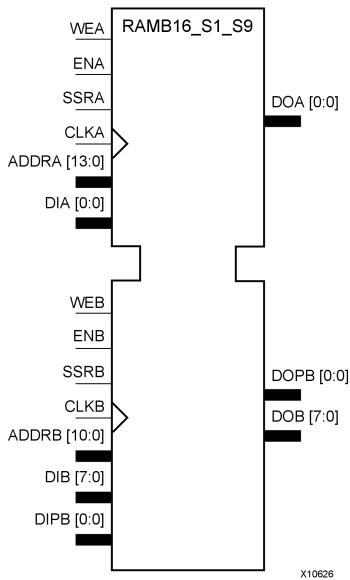 RAMB16_S1_S9
WEA
ENA
SSRA
CLKA
ADDRA [13:0]
DIA [0:0]
DOA [0:0]
WEB
ENB
SSRB
CLKB
ADDRB [10:0]
DIB [7:0]
DIPB [0:0]
DOPB [0:0]
DOB [7:0]
X10626